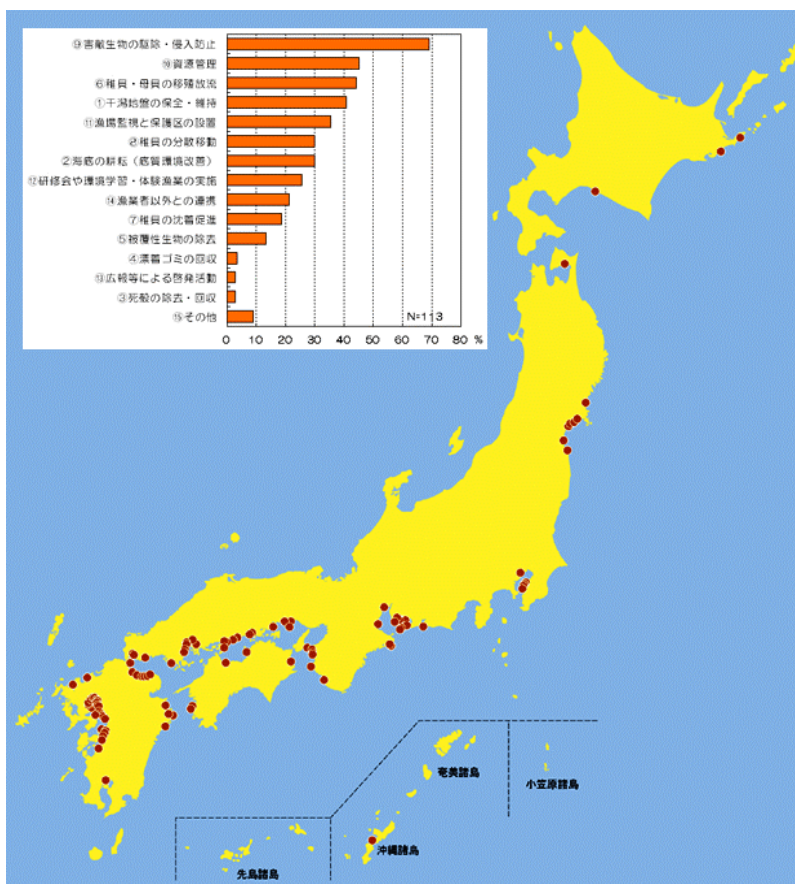 ⑨害敵生物の駆除・侵入防止
⑩資源管理
⑥稚貝・母貝の移殖放流
①干潟地盤の保全・維持
⑪漁場監視と保護区の設置
⑧稚貝の分散移動
②海底の耕耘（底質環境改善）
⑫研修会や環境学習・体験漁業の実施
⑭漁業者以外との連携
⑦稚貝の沈着促進
⑤被覆性生物の除去
④漂着ゴミの回収
⑬広報等による啓発活動
③死殻の除去・回収
⑮その他
N=113
0 10 20 30 40 50 60 70 80 %
奄美諸島
小笠原諸島
沖縄諸島
先島諸島